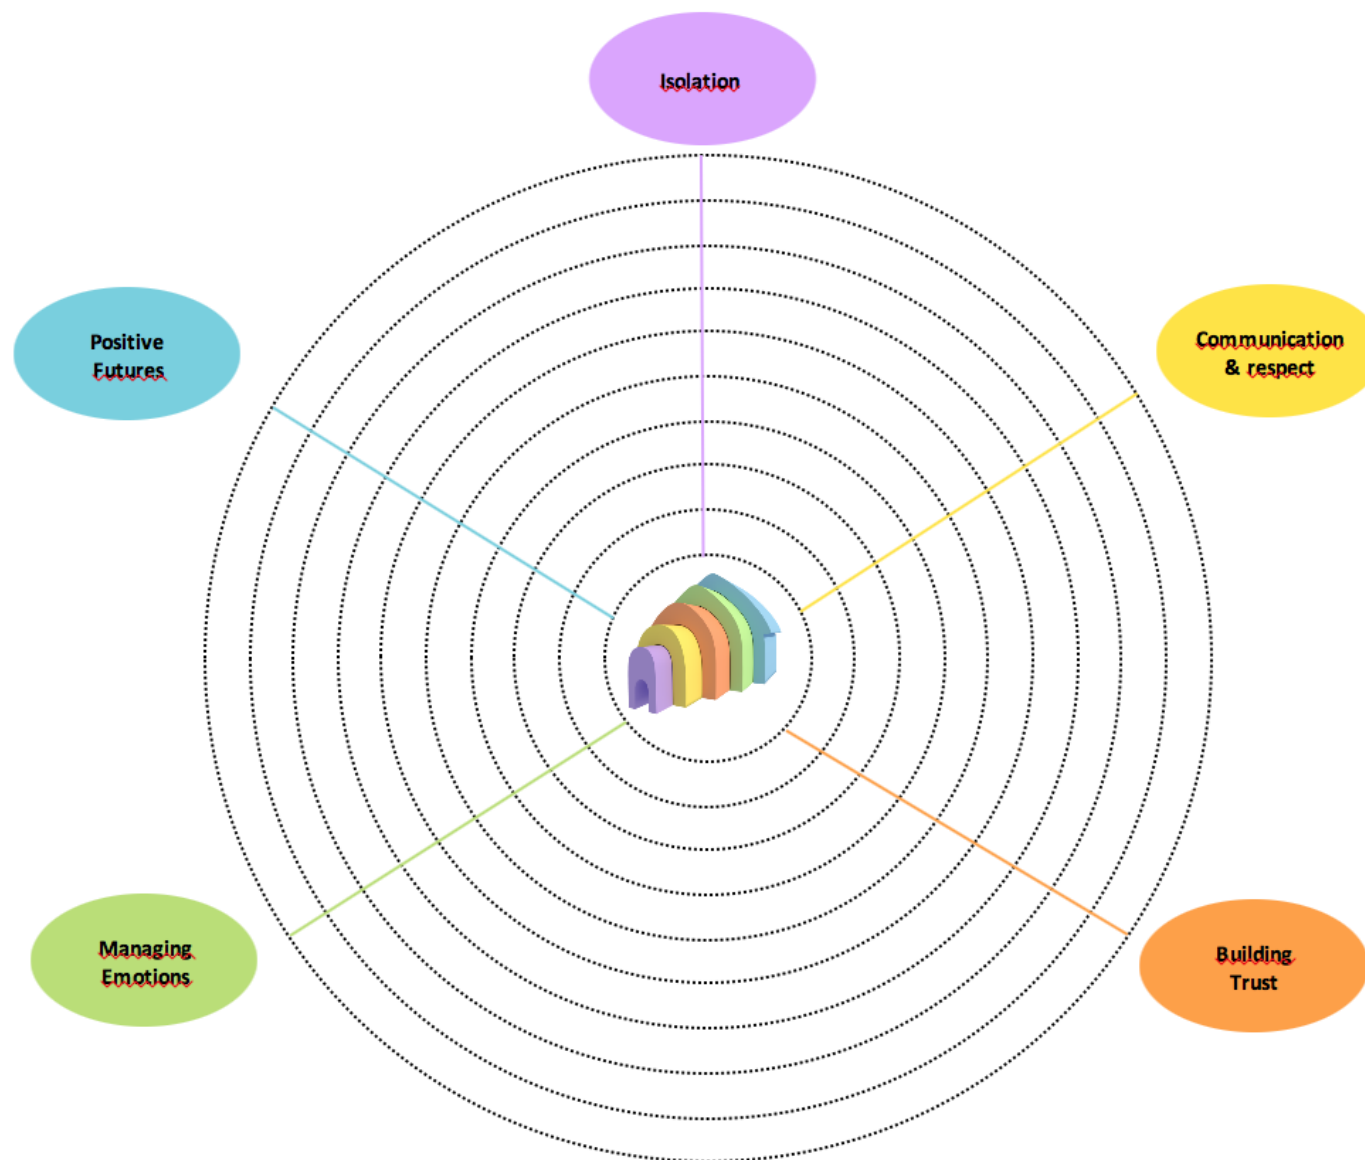 Isolation
Positive
Futures
Communication
& respect
Managing
Emotions
Building
Trust